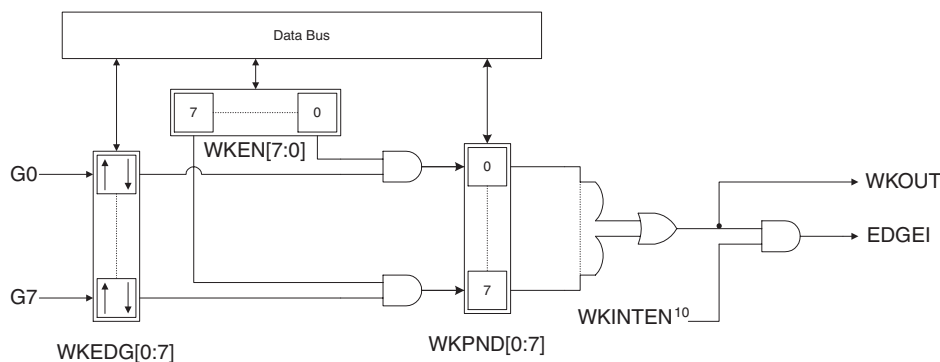 Data Bus
7 0
WKEN[7:0]
G0
0
WKOUT
EDGEI
G7
7
WKINTEN10
WKEDG[0:7]
WKPND[0:7]